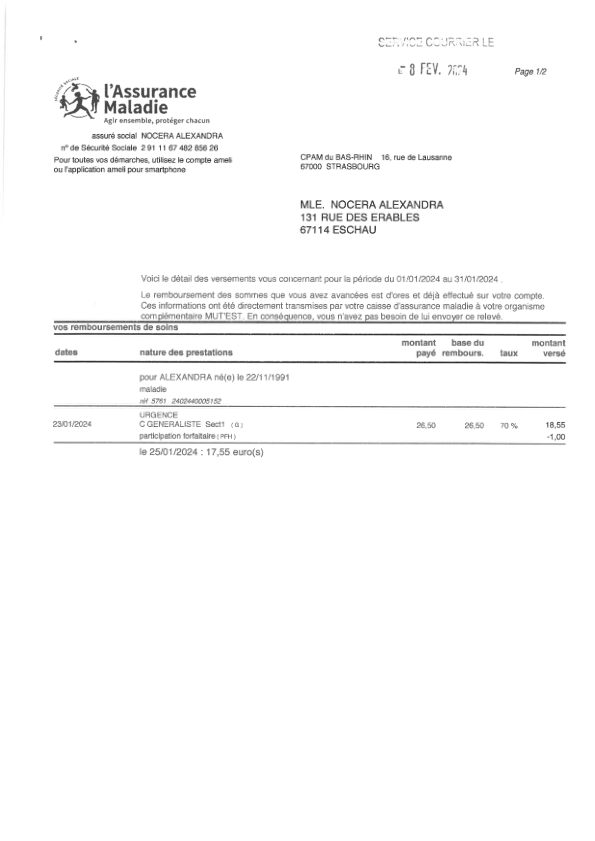 SERVICE COURRIER LE
- 8 FEV. 2024
Page 1/2
SÉCURITÉ SOCIALE
l'Assurance
Maladie
Agir ensemble, protéger chacun
assuré social NOCERA ALEXANDRA
n° de Sécurité Sociale 2 91 11 67 482 856 26
Pour toutes vos démarches, utilisez le compte ameli
ou l'application ameli pour smartphone
CPAM du BAS-RHIN 16, rue de Lausanne
67000 STRASBOURG
MLE. NOCERA ALEXANDRA
131 RUE DES ERABLES
67114 ESCHAU
Voici le détail des versements vous concernant pour la période du 01/01/2024 au 31/01/2024 .
Le remboursement des sommes que vous avez avancées est d'ores et déjà effectué sur votre compte.
Ces informations ont été directement transmises par votre caisse d'assurance maladie à votre organisme
complémentaire MUT'EST. En conséquence, vous n'avez pas besoin de lui envoyer ce relevé.
vos remboursements de soins
dates nature des prestations montant payé base du rembours. taux montant versé
pour ALEXANDRA né(e) le 22/11/1991
maladie
réf 5761 2402440005152
URGENCE
23/01/2024 C GENERALISTE Sect1 (G) 26,50 26,50 70 % 18,55
participation forfaitaire (PFH) -1,00
le 25/01/2024 : 17,55 euro(s)